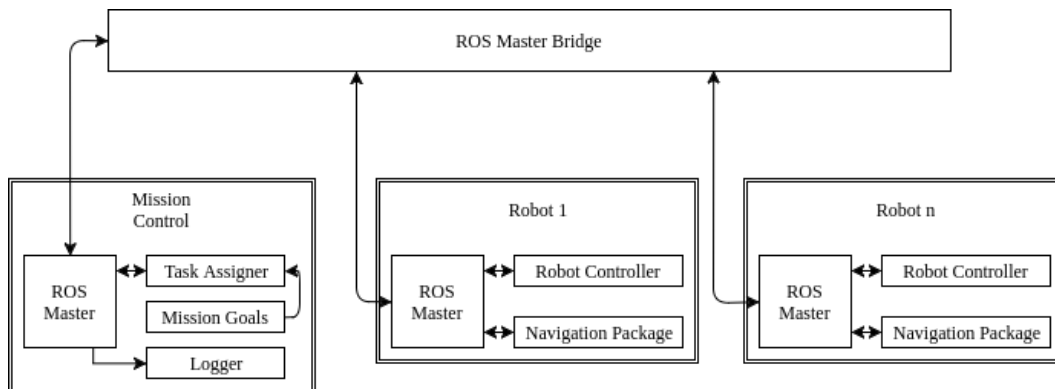 ROS Master Bridge
Mission
Control
ROS
Master
Task Assigner
Mission Goals
Logger
Robot 1
ROS
Master
Robot Controller
Navigation Package
Robot n
ROS
Master
Robot Controller
Navigation Package